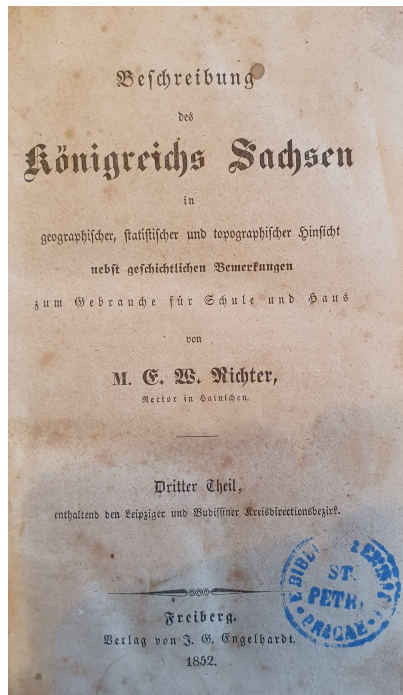 Beschreibung
des
Königreichs Sachsen
in
geographischer, statistischer und topographischer Hinsicht
nebst geschichtlichen Bemerkungen
zum Gebrauche für Schule und Haus
von
M. E. W. Richter,
Rector in Hainichen.
Dritter Theil,
enthaltend den Leipziger und Budissiner Kreisdirectionsbezirk.
Freiberg.
Verlag von J. G. Engelhardt.
1852.
ST.
PETRI
PRAGAE